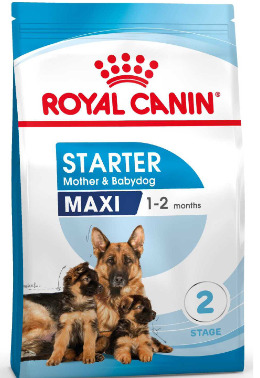 ROYAL CANIN®
STARTER
Mother & Babydog
MAXI 1-2 months
2
STAGE